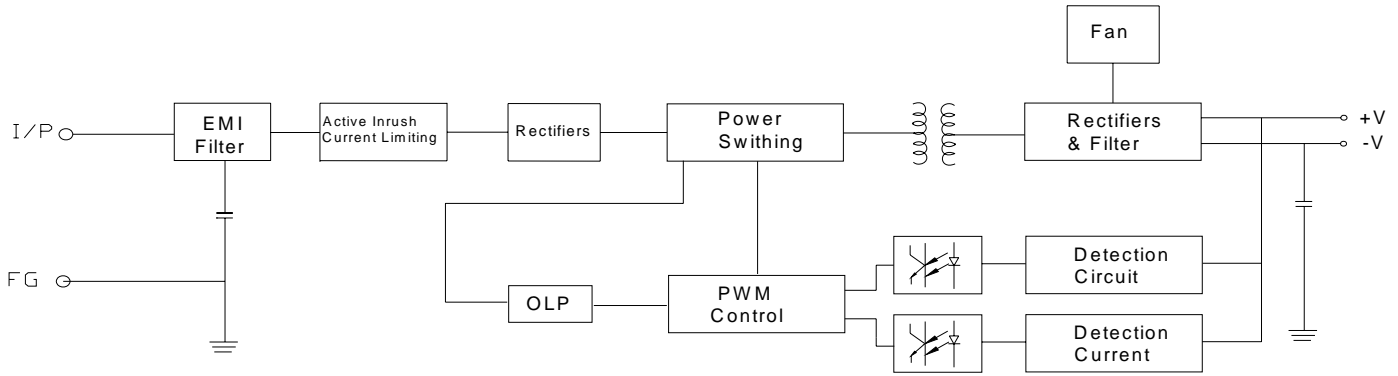 Fan
I/P
EMI
Filter
Active Inrush
Current Limiting
Rectifiers
Power
Swithing
Rectifiers
& Filter
+V
-V
FG
OLP
PWM
Control
Detection
Circuit
Detection
Current